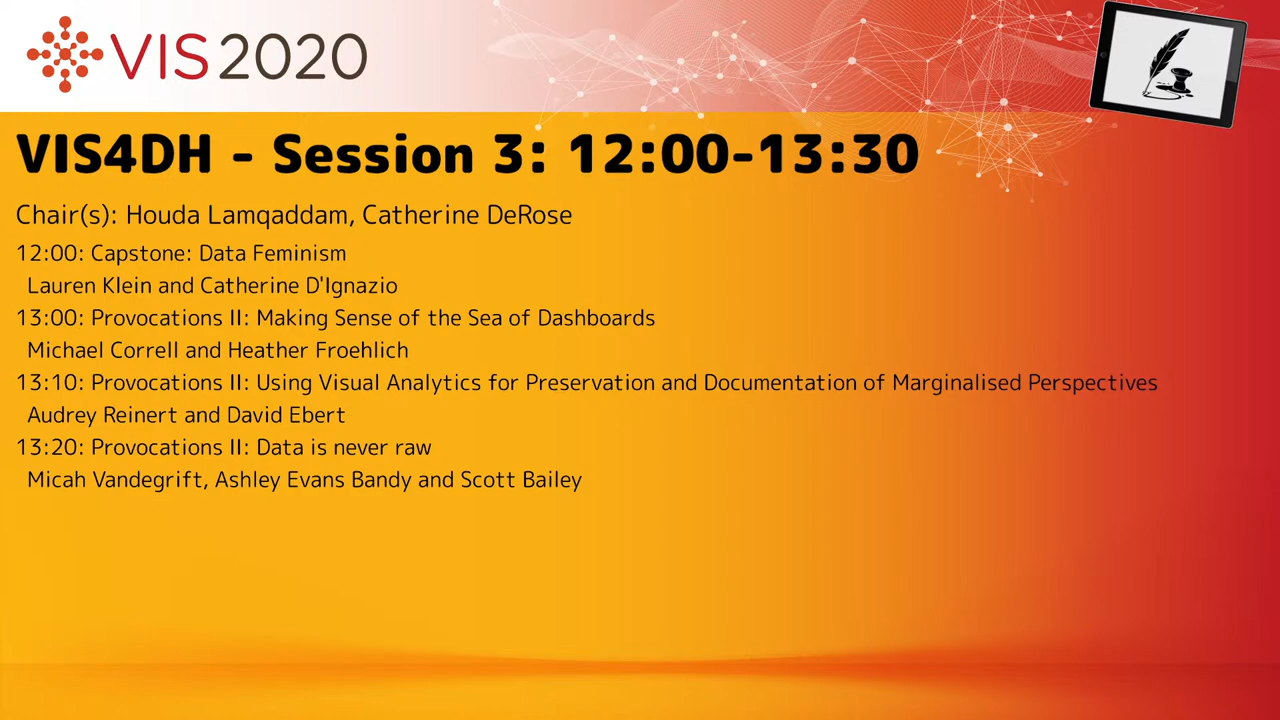 VIS2020
VIS4DH - Session 3: 12:00-13:30
Chair(s): Houda Lamqaddam, Catherine DeRose
12:00: Capstone: Data Feminism
Lauren Klein and Catherine D'Ignazio
13:00: Provocations II: Making Sense of the Sea of Dashboards
Michael Correll and Heather Froehlich
13:10: Provocations II: Using Visual Analytics for Preservation and Documentation of Marginalised Perspectives
Audrey Reinert and David Ebert
13:20: Provocations II: Data is never raw
Micah Vandegrift, Ashley Evans Bandy and Scott Bailey